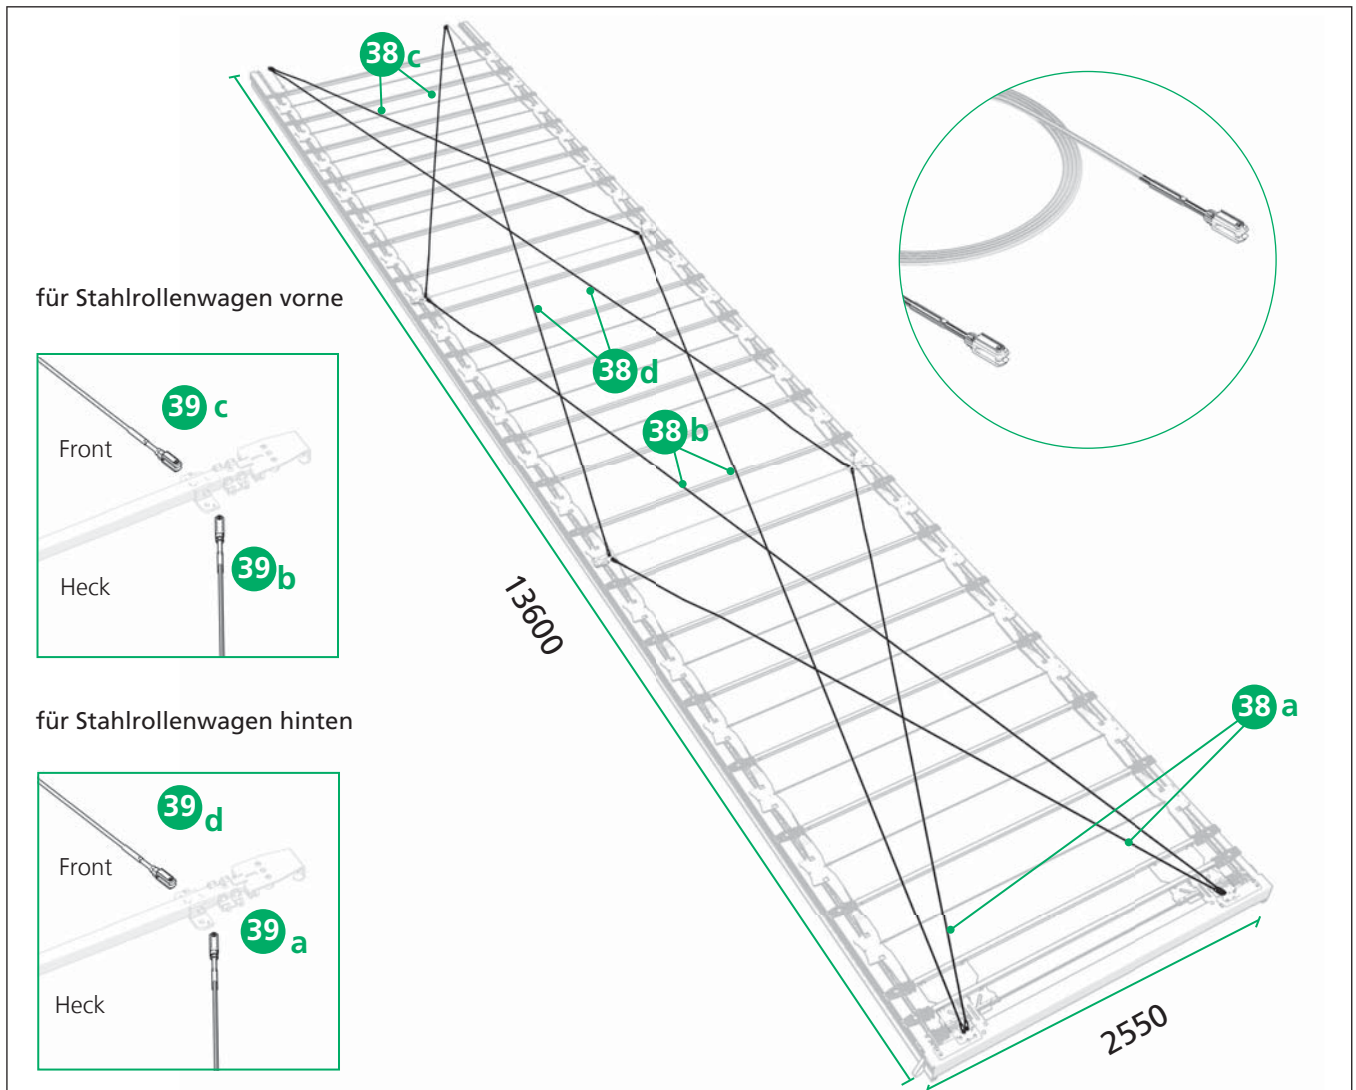 38 c
für Stahlrollenwagen vorne
39 c
Front
39 b
Heck
38 d
38 b
13600
für Stahlrollenwagen hinten
38 a
39 d
Front
39 a
Heck
2550